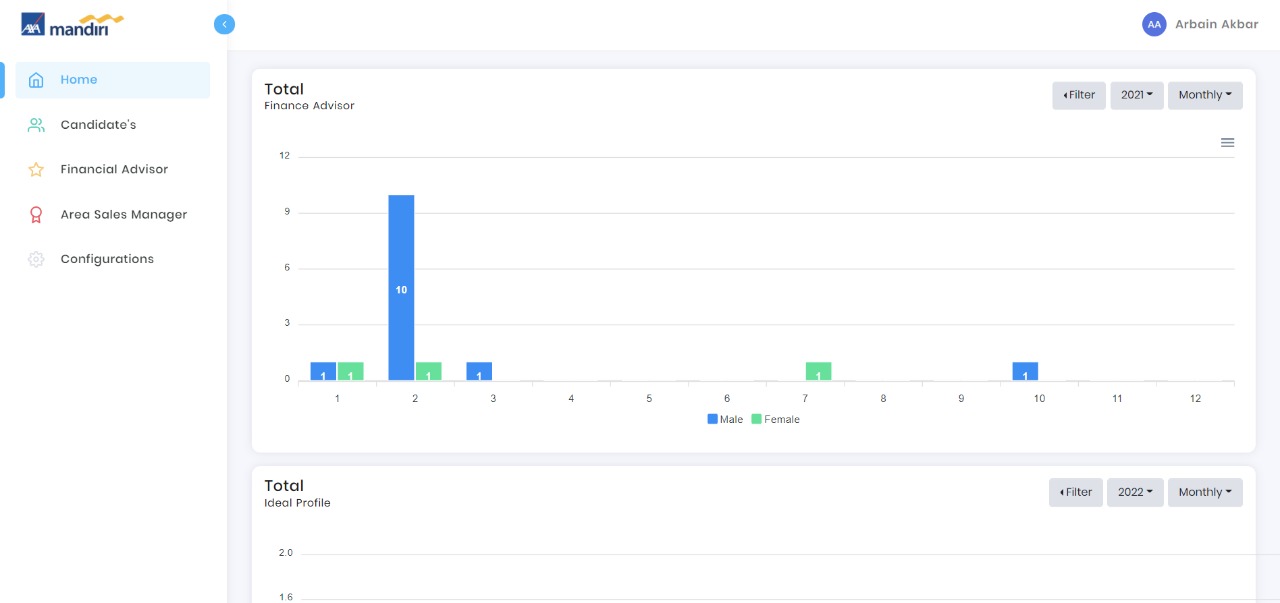 AXA mandiri
AA Arbain Akbar
Home
Candidate's
Financial Advisor
Area Sales Manager
Configurations
Total
Finance Advisor
Filter 2021 Monthly
12
9
6
3
0
10
1 1 1 1 1 1
1 2 3 4 5 6 7 8 9 10 11 12
Male Female
Total
Ideal Profile
Filter 2022 Monthly
2.0
1.6